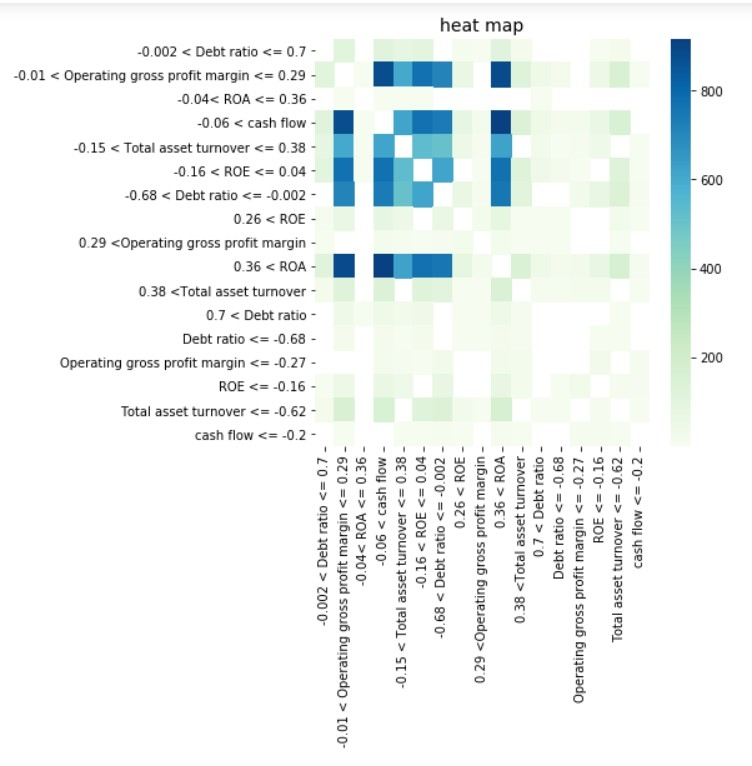 heat map
-0.002 < Debt ratio <= 0.7
-0.01 < Operating gross profit margin <= 0.29
-0.04< ROA <= 0.36
-0.06 < cash flow
-0.15 < Total asset turnover <= 0.38
-0.16 < ROE <= 0.04
-0.68 < Debt ratio <= -0.002
0.26 < ROE
0.29 <Operating gross profit margin
0.36 < ROA
0.38 <Total asset turnover
0.7 < Debt ratio
Debt ratio <= -0.68
Operating gross profit margin <= -0.27
ROE <= -0.16
Total asset turnover <= -0.62
cash flow <= -0.2
800
600
400
200
-0.002 < Debt ratio <= 0.7
-0.01 < Operating gross profit margin <= 0.29
-0.04< ROA <= 0.36
-0.06 < cash flow
-0.15 < Total asset turnover <= 0.38
-0.16 < ROE <= 0.04
-0.68 < Debt ratio <= -0.002
0.26 < ROE
0.29 <Operating gross profit margin
0.36 < ROA
0.38 <Total asset turnover
0.7 < Debt ratio
Debt ratio <= -0.68
Operating gross profit margin <= -0.27
ROE <= -0.16
Total asset turnover <= -0.62
cash flow <= -0.2